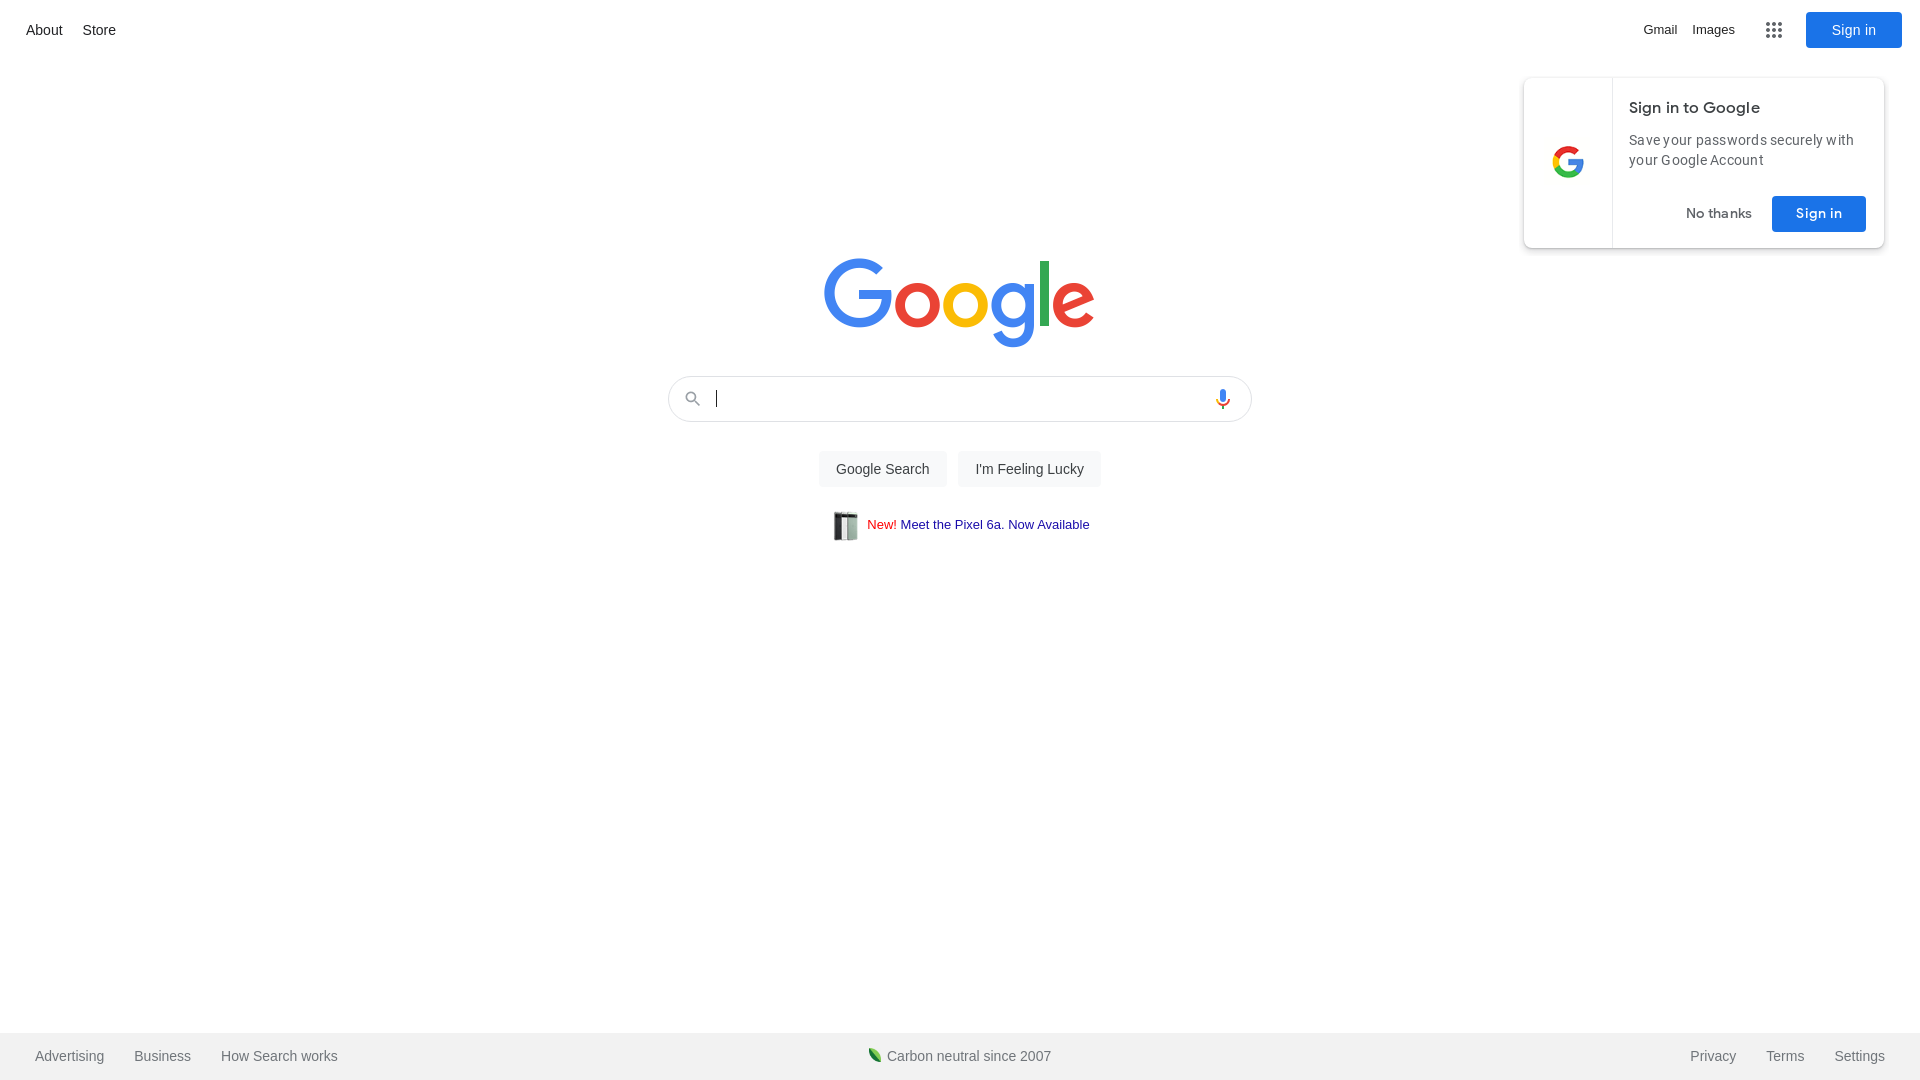 About Store
Gmail Images Sign in
Sign in to Google
Save your passwords securely with
your Google Account
No thanks Sign in
Google
Google Search I'm Feeling Lucky
New! Meet the Pixel 6a. Now Available
Advertising Business How Search works
Carbon neutral since 2007
Privacy Terms Settings